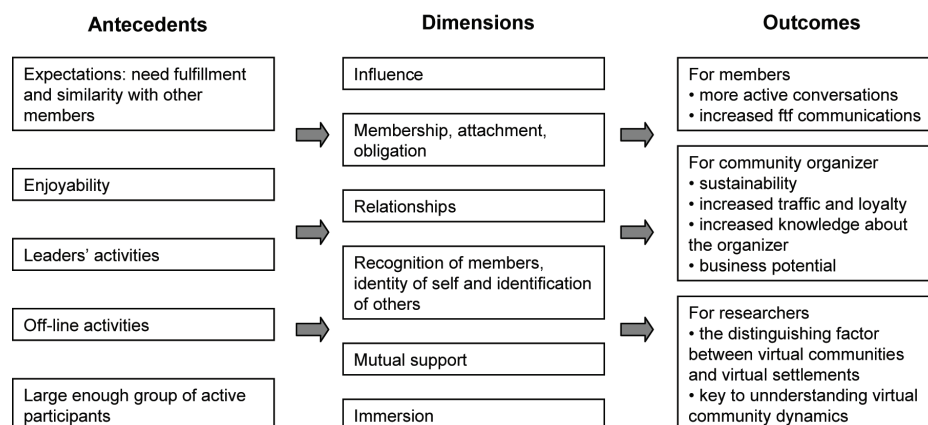 Antecedents
Expectations: need fulfillment
and similarity with other
members
Enjoyability
Leaders' activities
Off-line activities
Large enough group of active
participants
Dimensions
Influence
Membership, attachment,
obligation
Relationships
Recognition of members,
identity of self and identification
of others
Mutual support
Immersion
Outcomes
For members
• more active conversations
• increased ftf communications
For community organizer
• sustainability
• increased traffic and loyalty
• increased knowledge about
the organizer
• business potential
For researchers
• the distinguishing factor
between virtual communities
and virtual settlements
• key to unnderstanding virtual
community dynamics